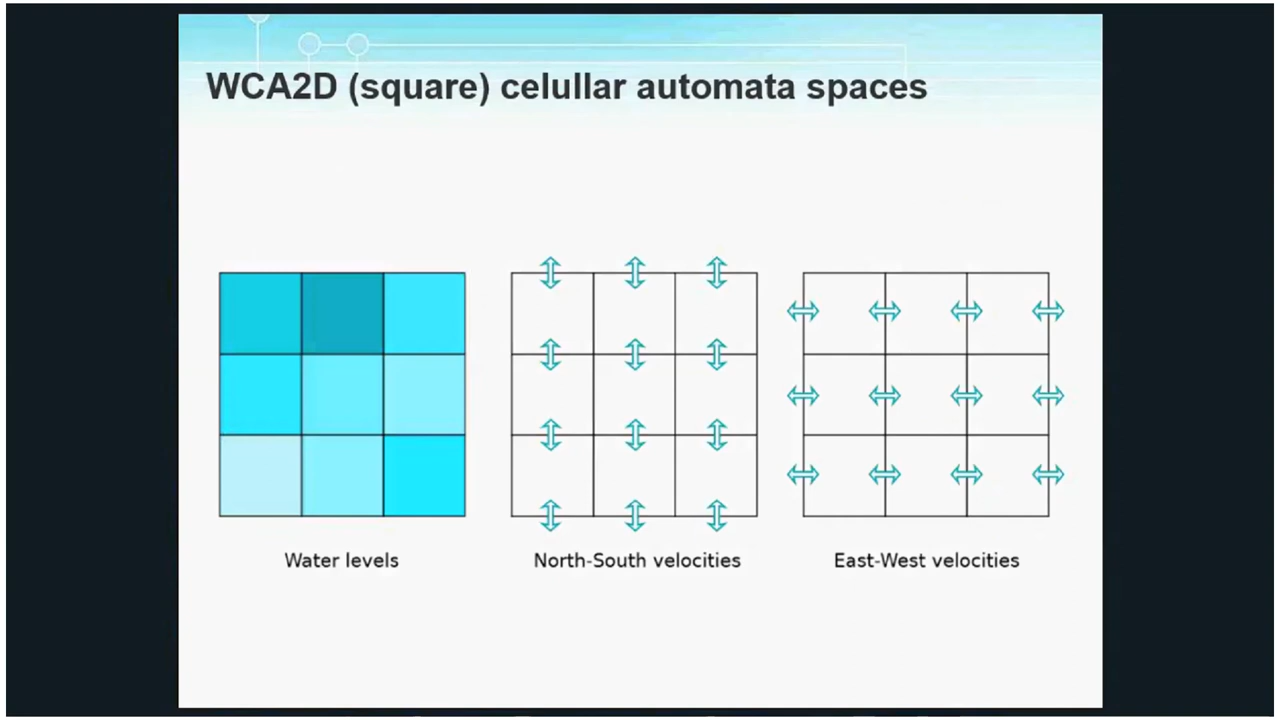 WCA2D (square) celullar automata spaces
Water levels
North-South velocities
East-West velocities